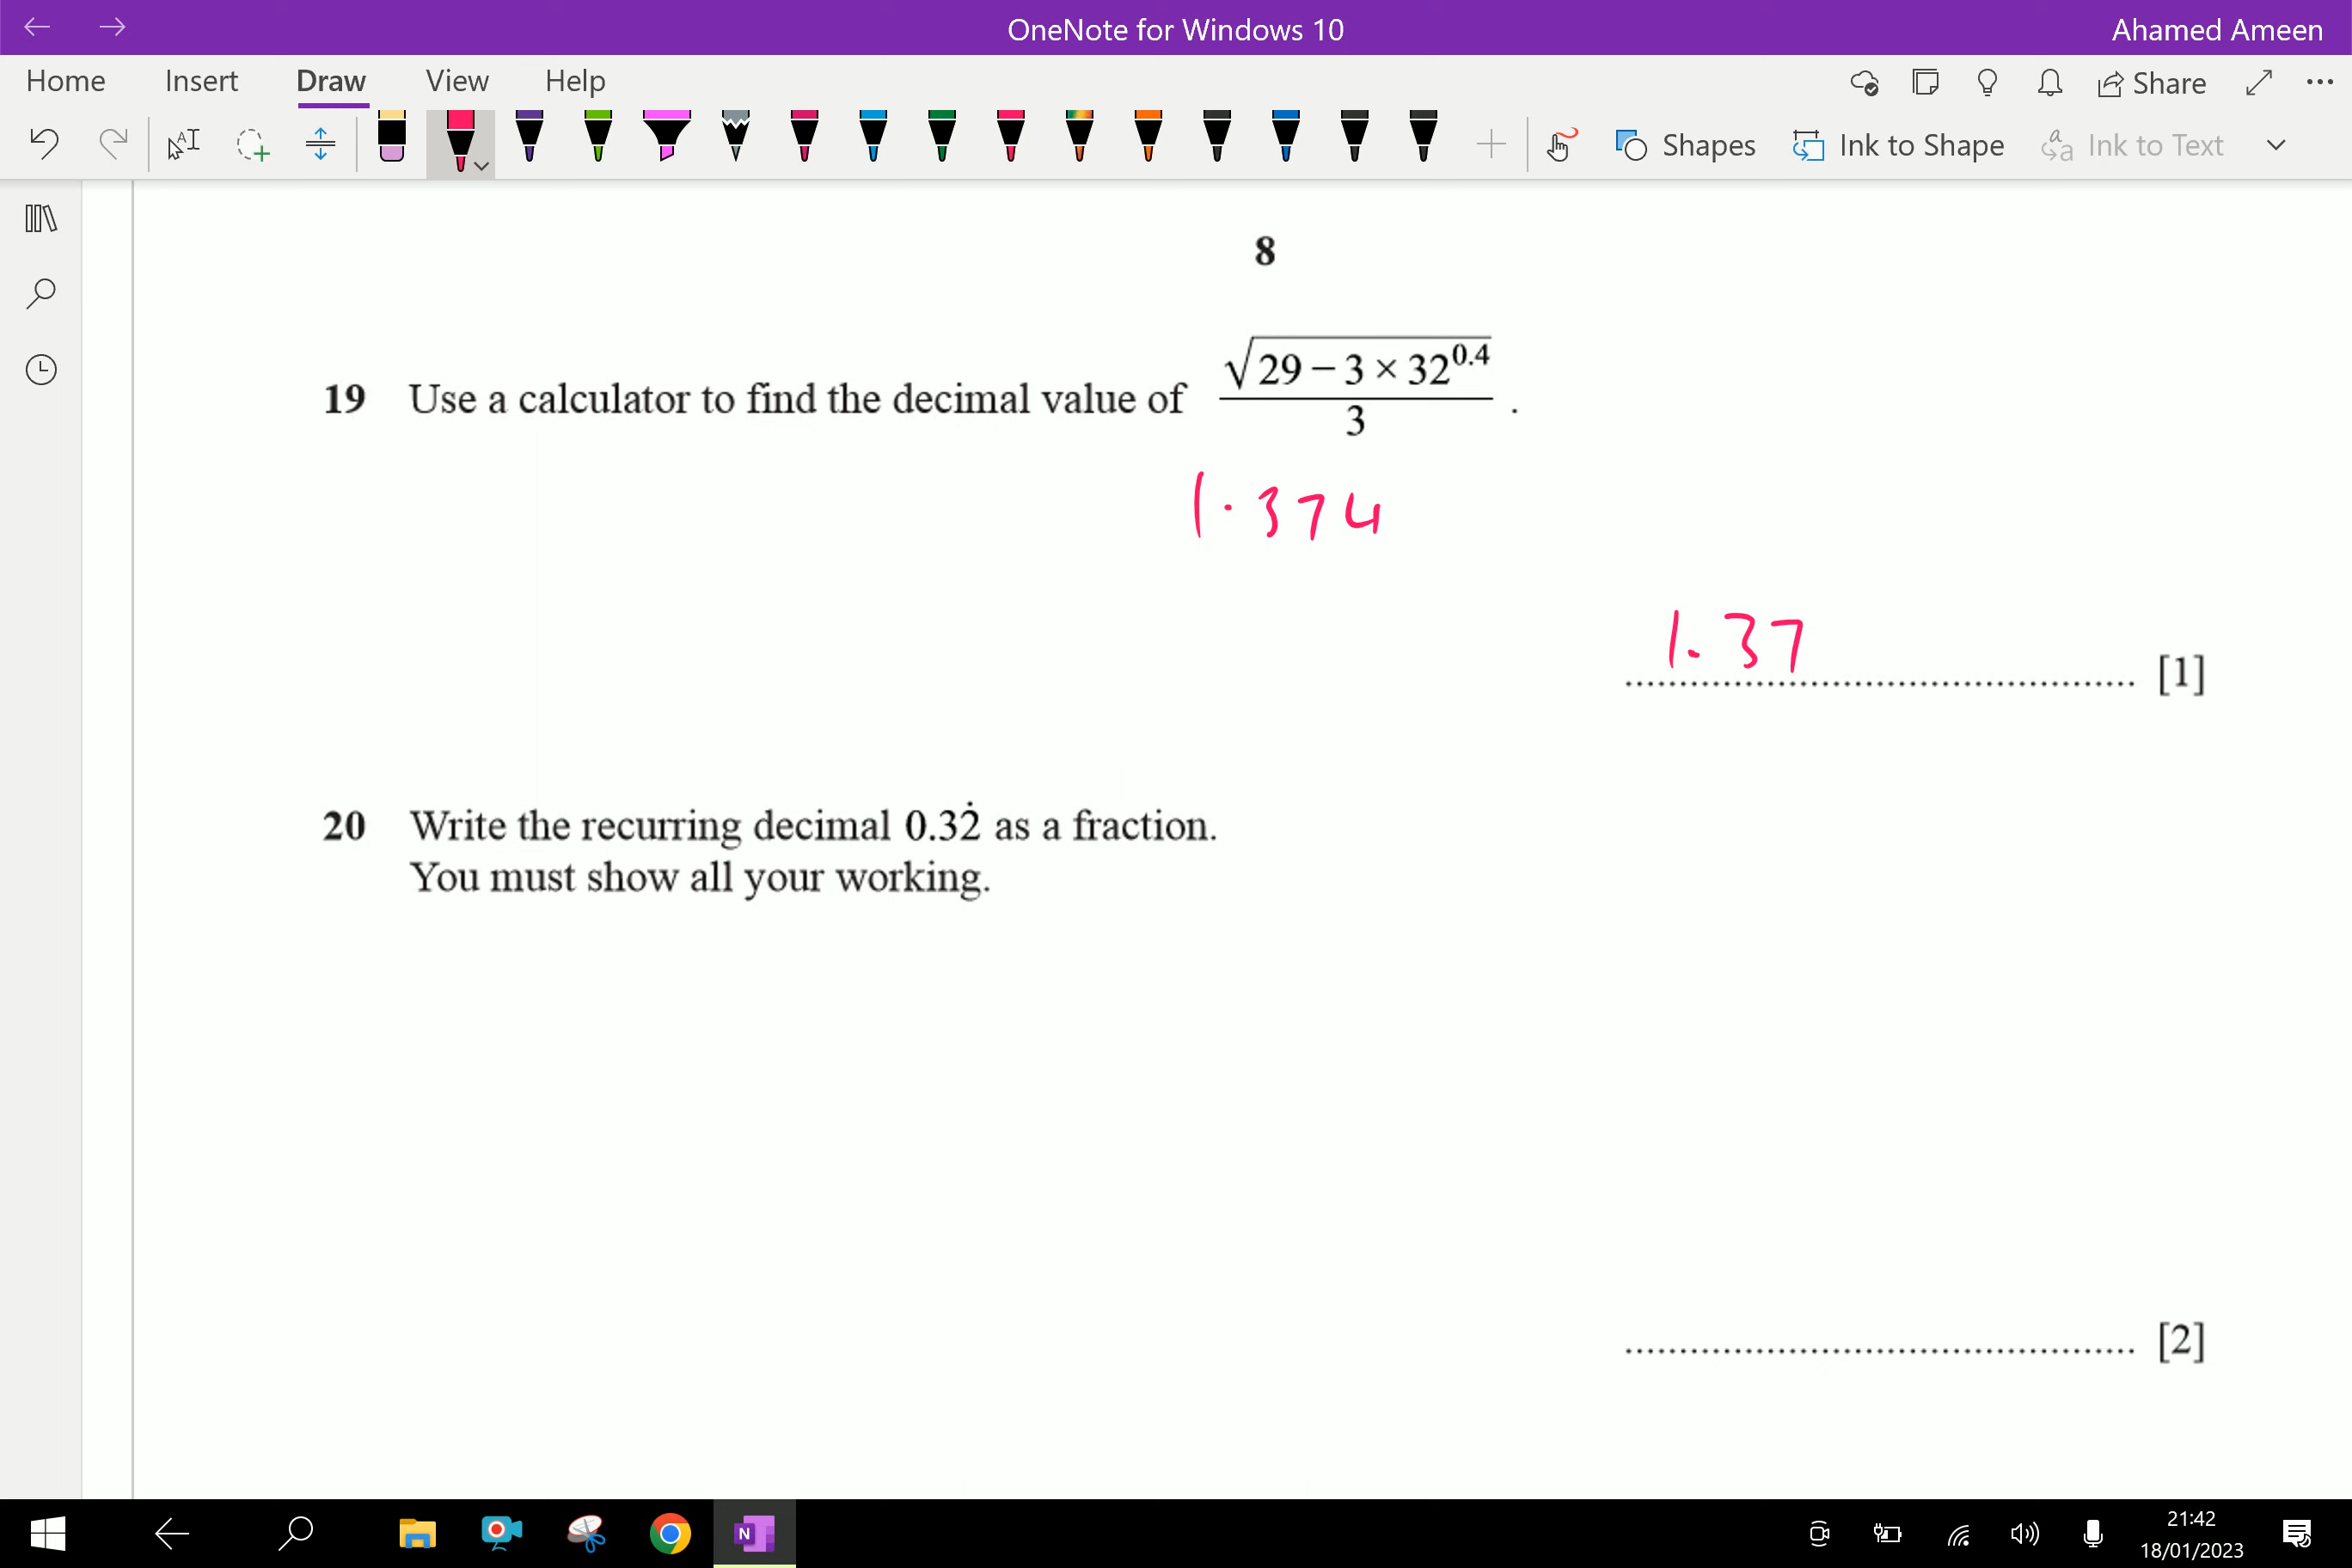 OneNote for Windows 10
Ahamed Ameen
Home Insert Draw View Help
Share
Shapes Ink to Shape Ink to Text
8
19 Use a calculator to find the decimal value of √29 − 3 × 32^0.4 / 3 .
1.374
1.37
[1]
20 Write the recurring decimal 0.32̇ as a fraction.
You must show all your working.
[2]
21:42
18/01/2023